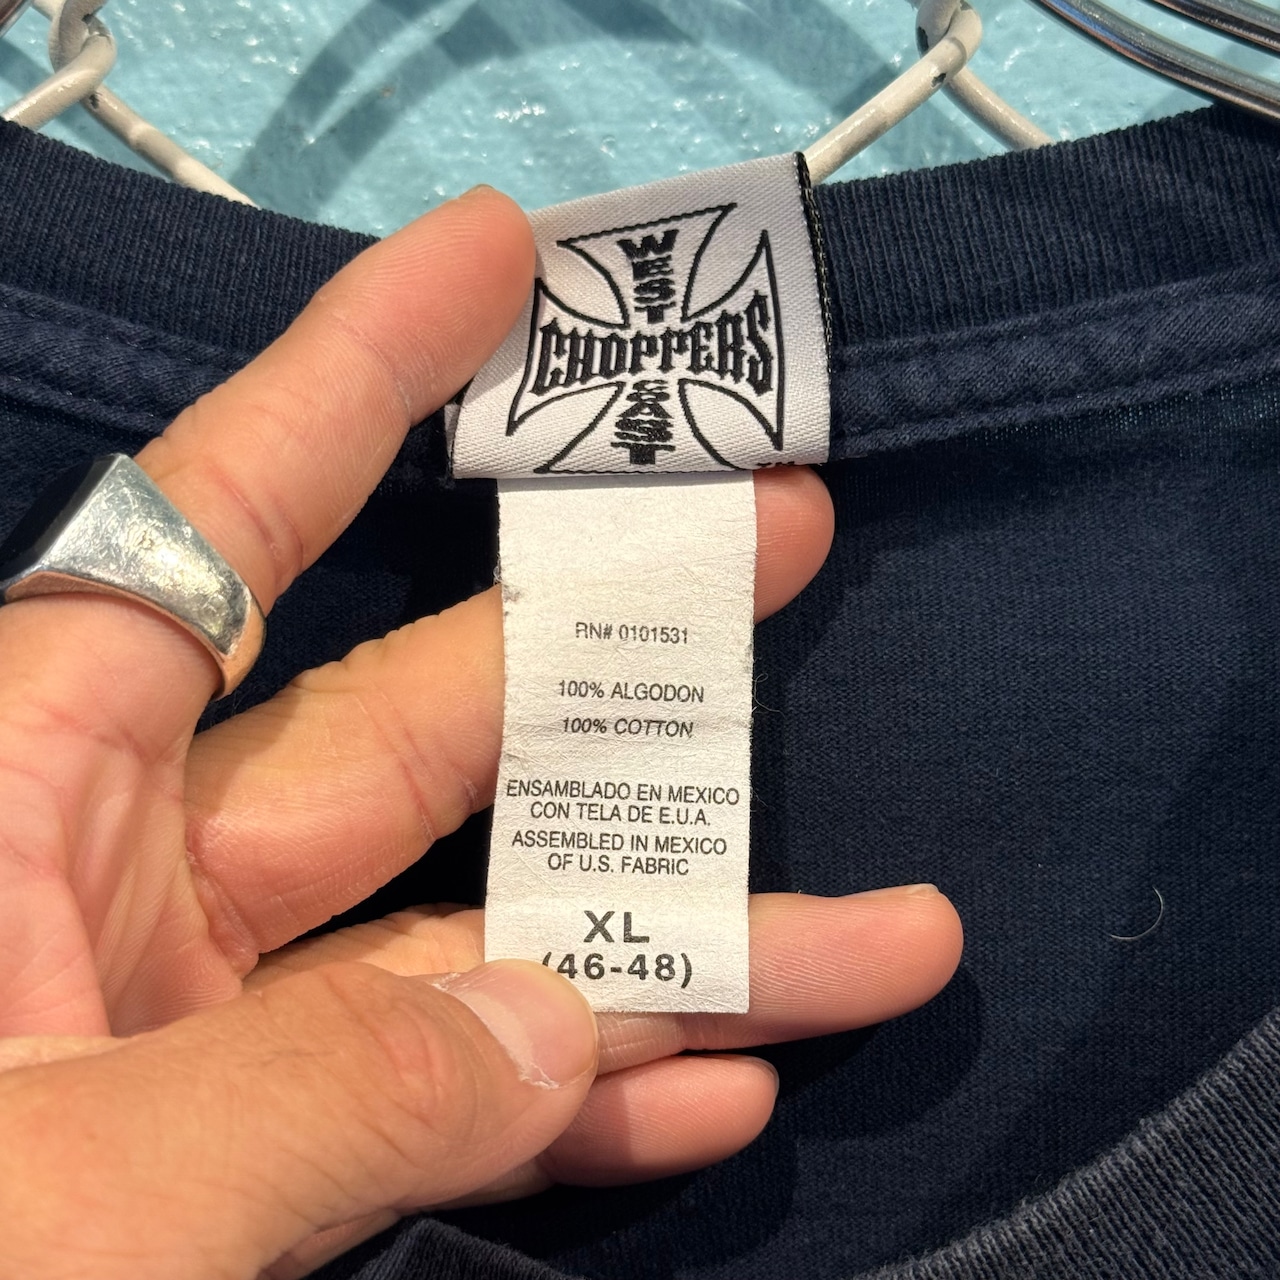 WEST
CHOPPERS
COAST
RN# 0101531
100% ALGODON
100% COTTON
ENSAMBLADO EN MEXICO
CON TELA DE E.U.A.
ASSEMBLED IN MEXICO
OF U.S. FABRIC
XL
(46-48)